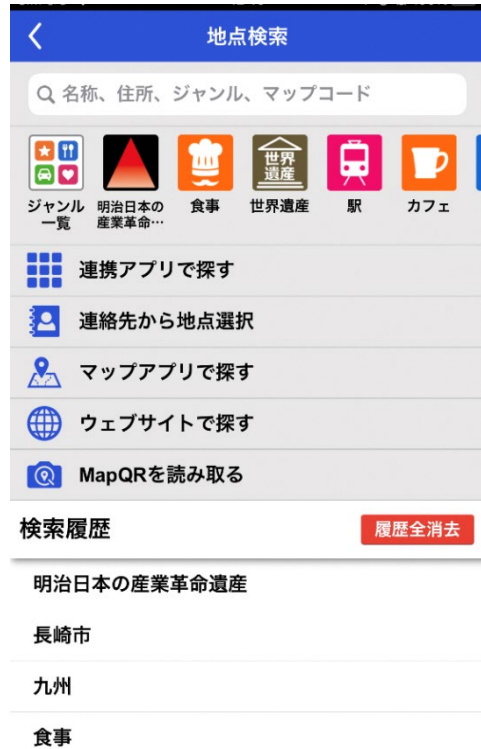 地点検索
名称、住所、ジャンル、マップコード
世界
遺産
ジャンル
一覧
明治日本の
産業革命…
食事
世界遺産
駅
カフェ
連携アプリで探す
連絡先から地点選択
マップアプリで探す
ウェブサイトで探す
MapQRを読み取る
検索履歴
履歴全消去
明治日本の産業革命遺産
長崎市
九州
食事